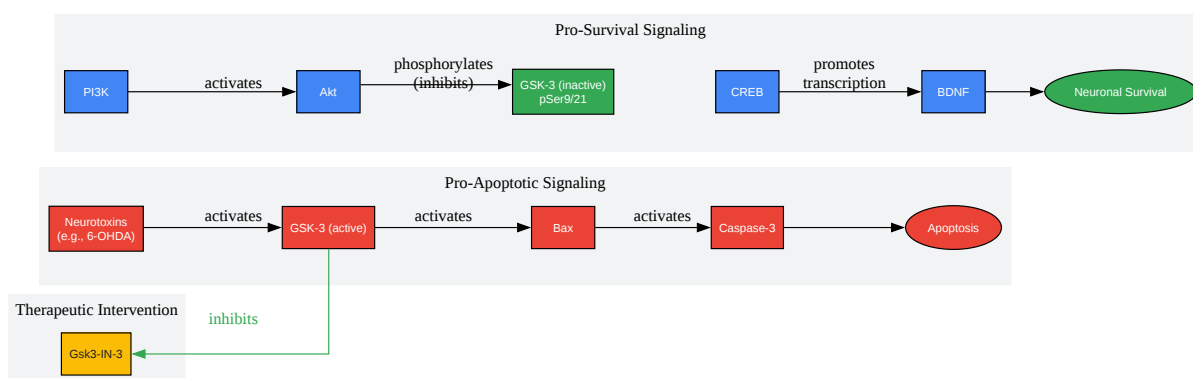 Pro-Survival Signaling
PI3K
activates
Akt
phosphorylates
(inhibits)
GSK-3 (inactive)
pSer9/21
CREB
promotes
transcription
BDNF
Neuronal Survival
Pro-Apoptotic Signaling
Neurotoxins
(e.g., 6-OHDA)
activates
GSK-3 (active)
activates
Bax
activates
Caspase-3
Apoptosis
Therapeutic Intervention
inhibits
Gsk3-IN-3